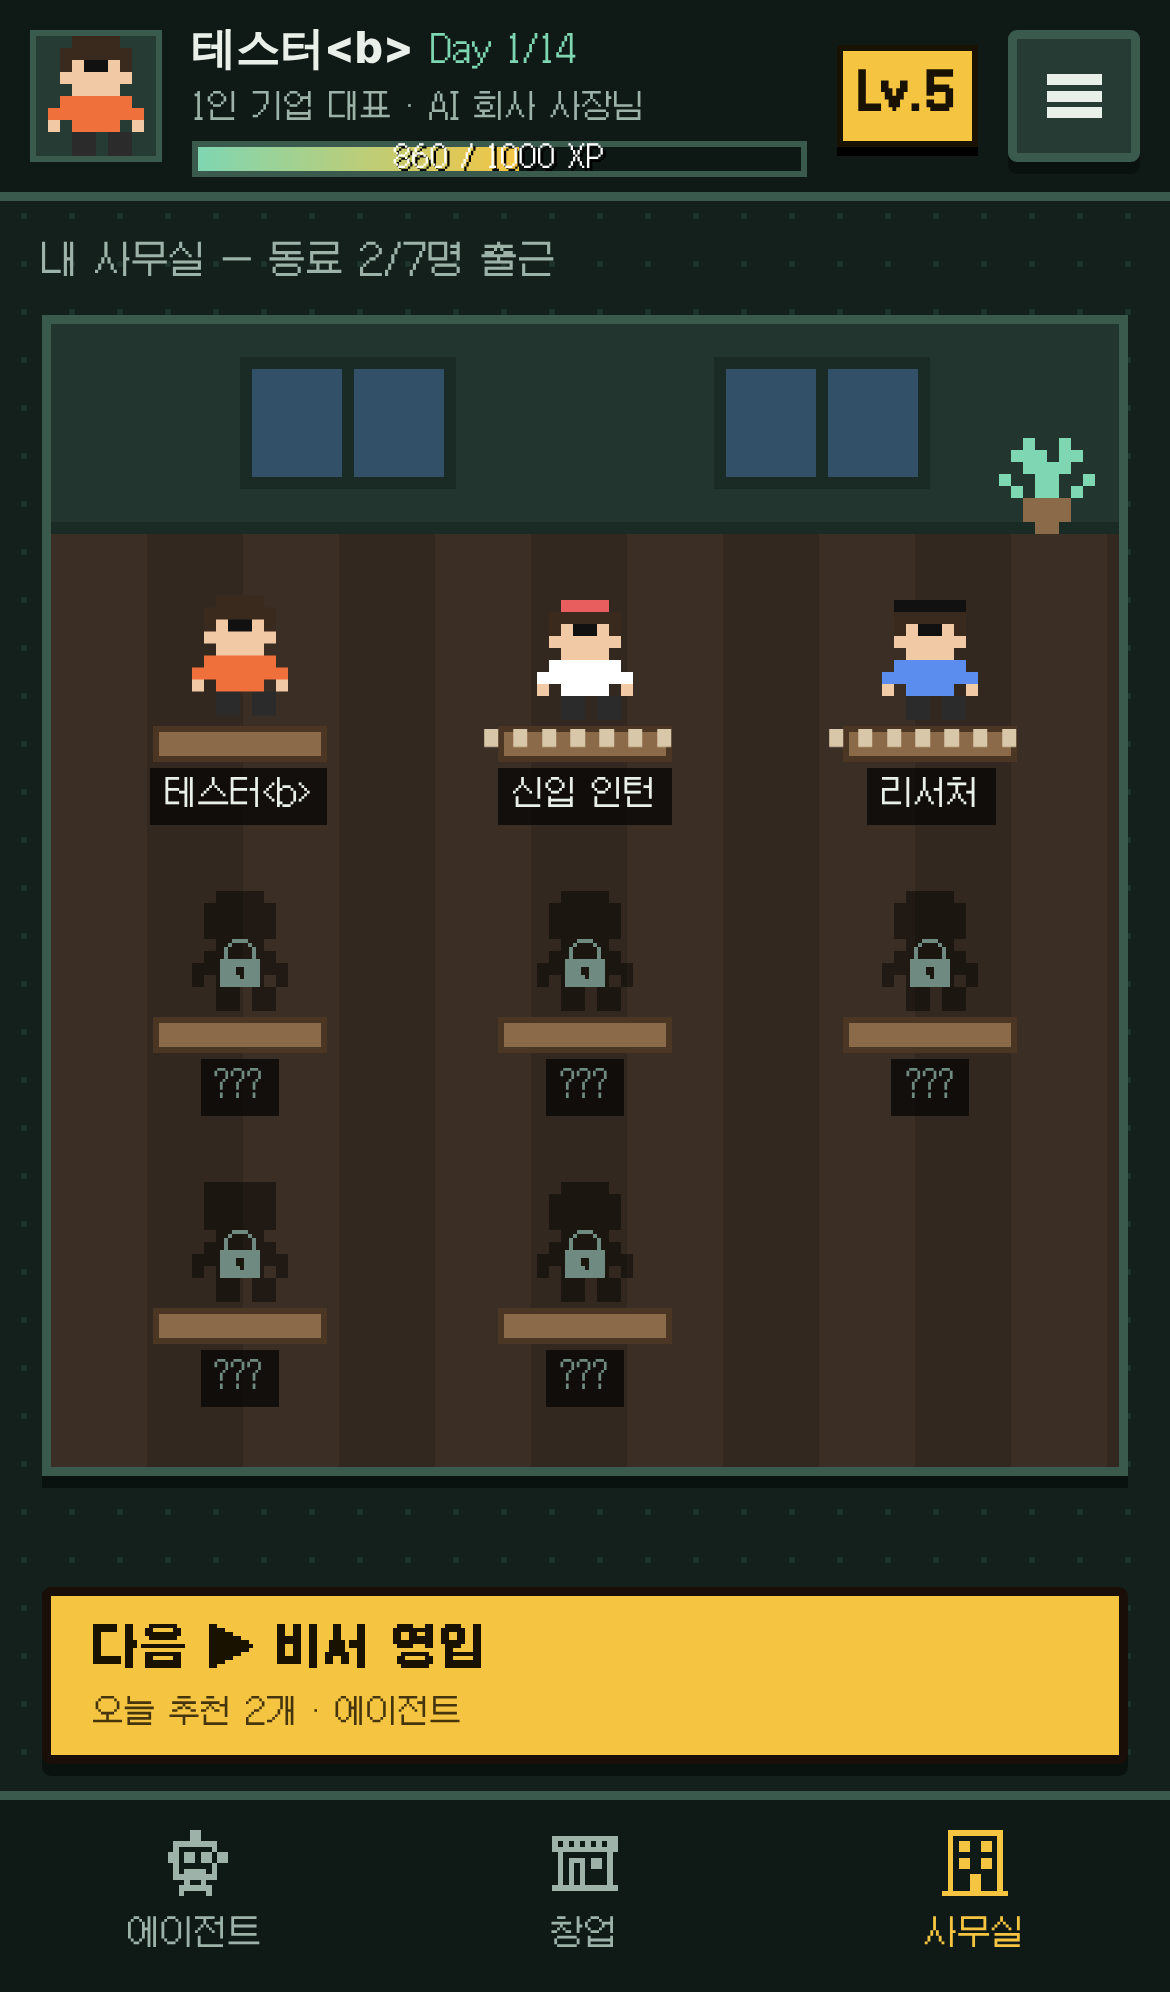 테스터<b> Day 1/14
1인 기업 대표 · AI 회사 사장님
860 / 1000 XP
Lv.5
내 사무실 — 동료 2/7명 출근
테스터<b>
신입 인턴
리서처
???
???
???
???
???
다음 ▶ 비서 영입
오늘 추천 2개 · 에이전트
에이전트
창업
사무실